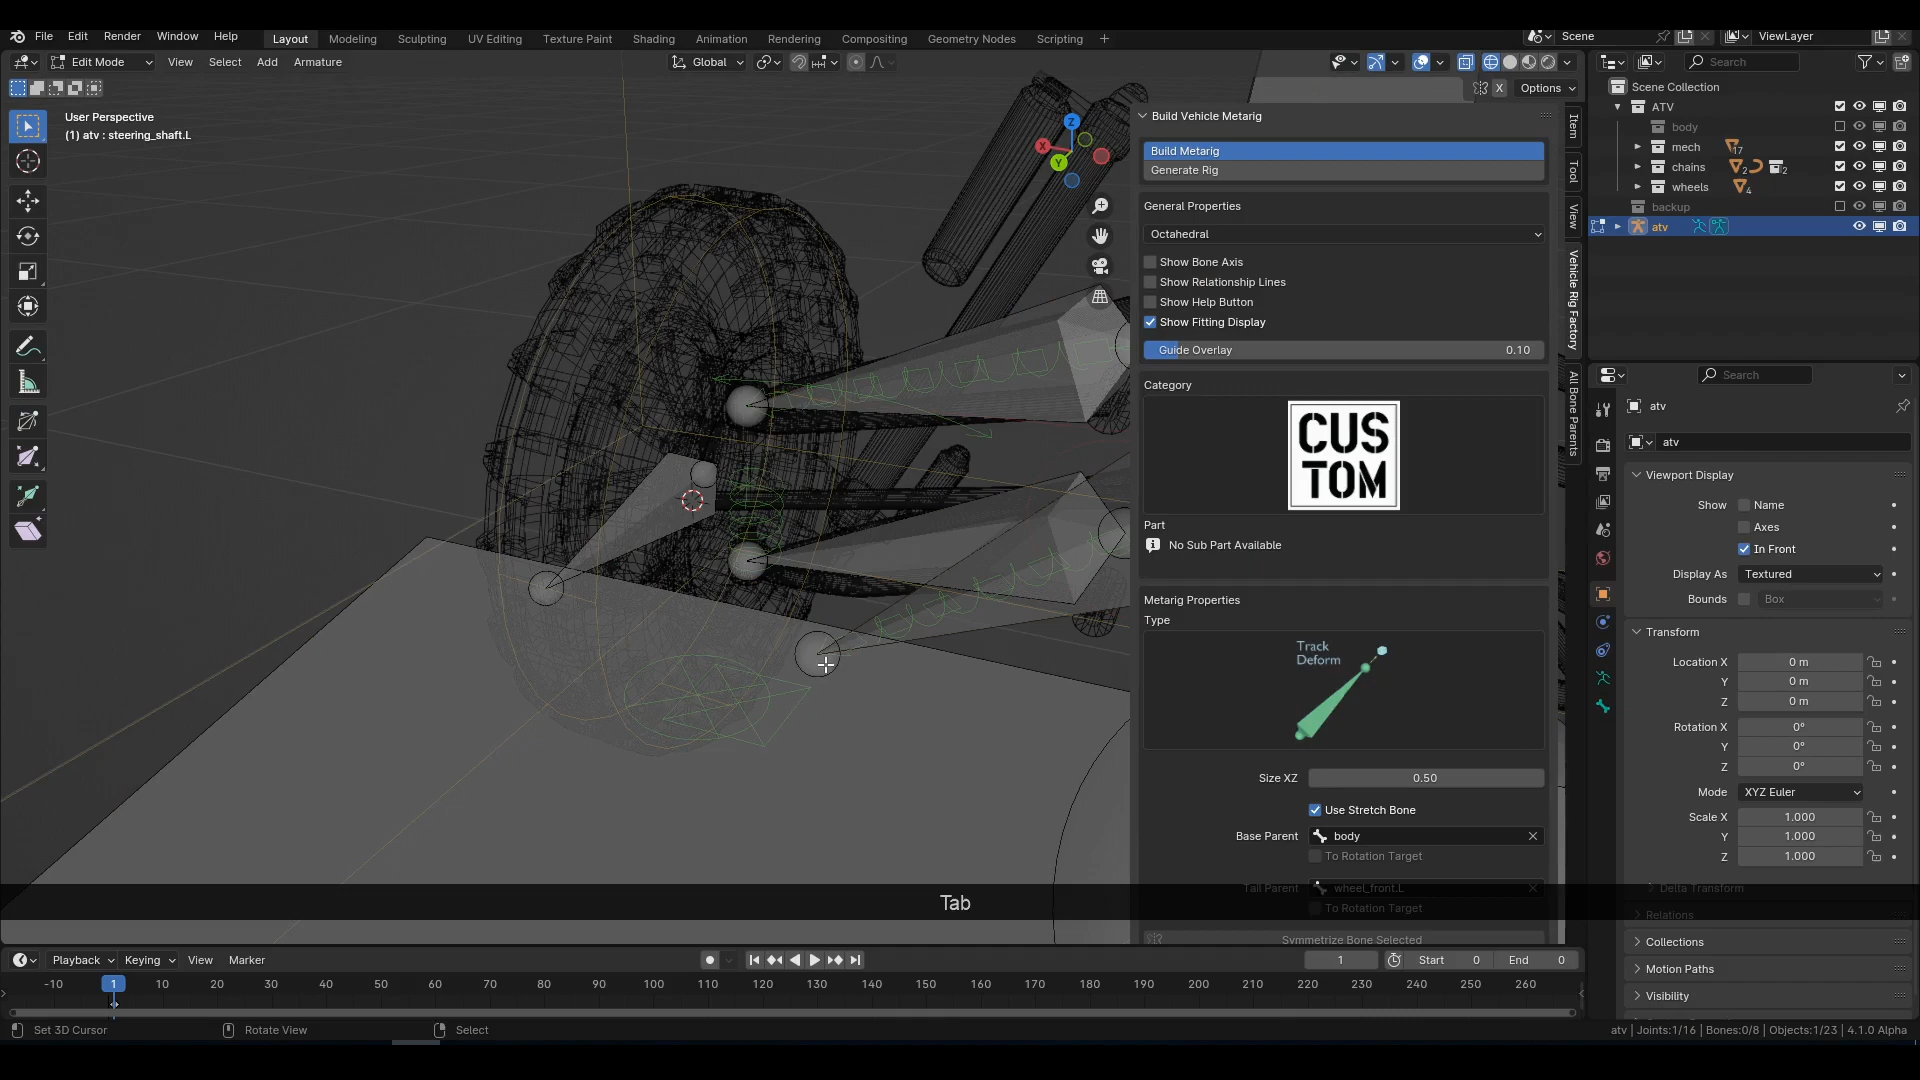 File Edit Render Window Help
Layout Modeling Sculpting UV Editing Texture Paint Shading Animation Rendering Compositing Geometry Nodes Scripting +
Scene ViewLayer
Edit Mode View Select Add Armature Global
X Options
Search
User Perspective
(1) atv : steering_shaft.L
Z
X
Y
Build Vehicle Metarig
Build Metarig
Generate Rig
General Properties
Octahedral
Show Bone Axis
Show Relationship Lines
Show Help Button
Show Fitting Display
Guide Overlay 0.10
Category
CUS
TOM
Part
No Sub Part Available
Metarig Properties
Type
Track
Deform
Size XZ 0.50
Use Stretch Bone
Base Parent body
To Rotation Target
Tail Parent wheel_front.L
To Rotation Target
Symmetrize Bone Selected
Item
Tool
View
Vehicle Rig Factory
All Bone Parents
Scene Collection
ATV
body
mech 17
chains 2 2
wheels 4
backup
atv
Search
atv
atv
Viewport Display
Show Name
Axes
In Front
Display As Textured
Bounds Box
Transform
Location X 0 m
Y 0 m
Z 0 m
Rotation X 0°
Y 0°
Z 0°
Mode XYZ Euler
Scale X 1.000
Y 1.000
Z 1.000
Delta Transform
Relations
Collections
Motion Paths
Visibility
Tab
Playback Keying View Marker
1 Start 0 End 0
-10 1 10 20 30 40 50 60 70 80 90 100 110 120 130 140 150 160 170 180 190 200 210 220 230 240 250 260
Set 3D Cursor Rotate View Select
atv | Joints:1/16 | Bones:0/8 | Objects:1/23 | 4.1.0 Alpha